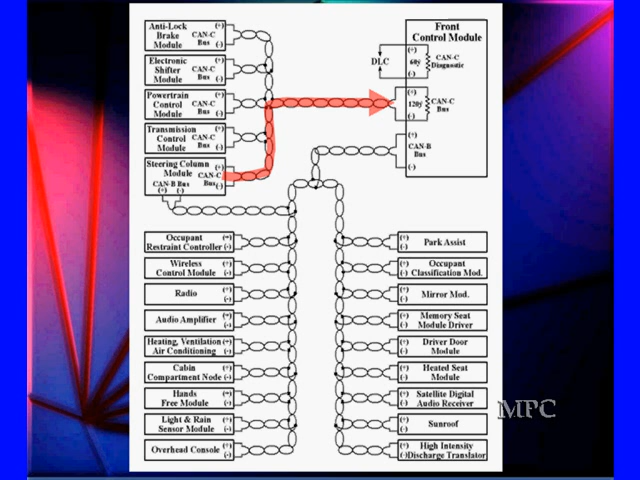 Anti-Lock
Brake
Module
CAN-C
Bus
(+)
(-)
Electronic
Shifter
Module
CAN-C
Bus
(+)
(-)
Powertrain
Control
Module
CAN-C
Bus
(+)
(-)
Transmission
Control
Module
CAN-C
Bus
(+)
(-)
Steering Column
Module
CAN-C
Bus
(+)
(-)
CAN-B Bus
(+) (-)
Front
Control Module
DLC
(+)
60ÿ
(-)
CAN-C
Diagnostic
(+)
120ÿ
(-)
CAN-C
Bus
(+)
CAN-B
Bus
(-)
Occupant (+)
Restraint Controller (-)
Wireless (+)
Control Module (-)
Radio (+)
(-)
Audio Amplifier (+)
(-)
Heating, Ventilation (+)
Air Conditioning (-)
Cabin (+)
Compartment Node (-)
Hands (+)
Free Module (-)
Light & Rain (+)
Sensor Module (-)
Overhead Console (+)
(-)
(+) Park Assist
(-)
(+) Occupant
(-) Classification Mod.
(+) Mirror Mod.
(-)
(+) Memory Seat
(-) Module Driver
(+) Driver Door
(-) Module
(+) Heated Seat
(-) Module
(+) Satellite Digital
(-) Audio Receiver
(+) Sunroof
(-)
(+) High Intensity
(-) Discharge Translator
MPC